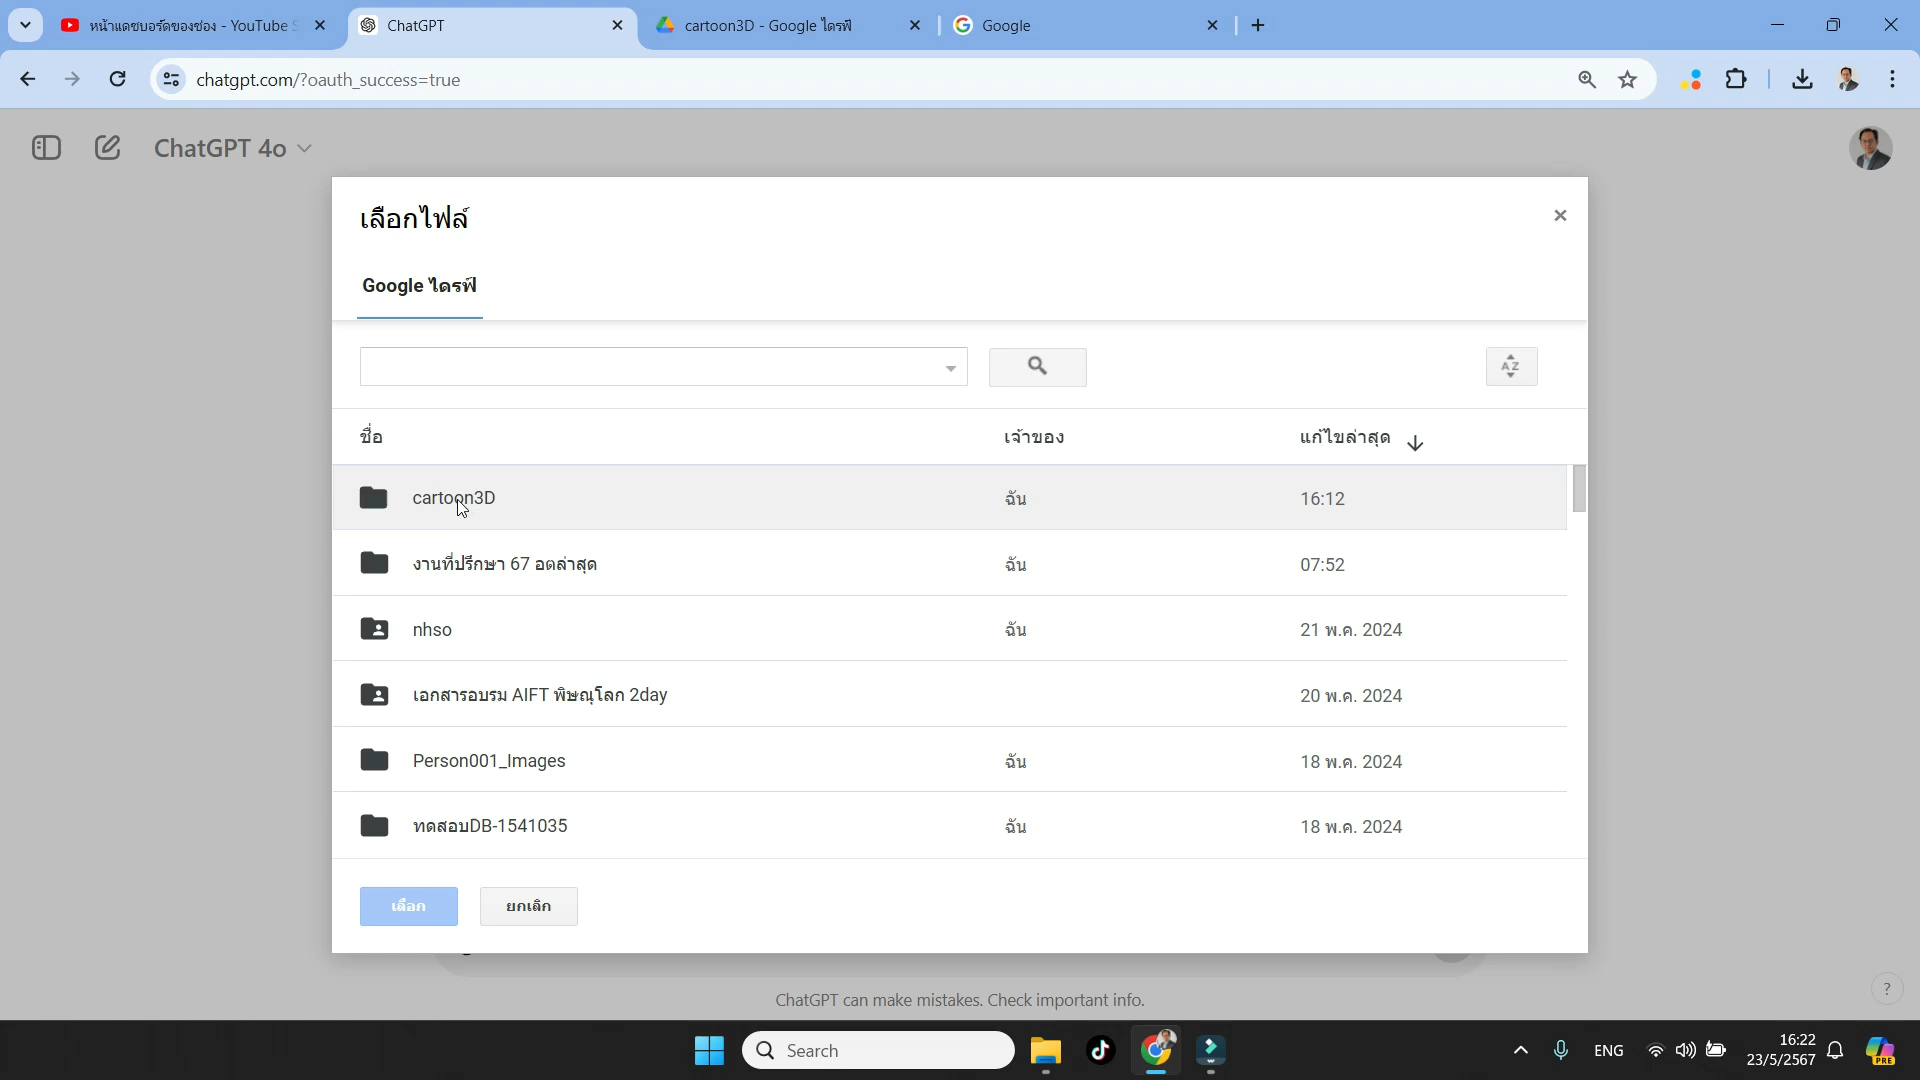 หน้าแดชบอร์ดของช่อง - YouTube S
ChatGPT
cartoon3D - Google ไดรฟ์
Google
chatgpt.com/?oauth_success=true
ChatGPT 4o
เลือกไฟล์
Google ไดรฟ์
AZ
ชื่อ เจ้าของ แก้ไขล่าสุด
cartoon3D ฉัน 16:12
งานที่ปรึกษา 67 อตล่าสุด ฉัน 07:52
nhso ฉัน 21 พ.ค. 2024
เอกสารอบรม AIFT พิษณุโลก 2day 20 พ.ค. 2024
Person001_Images ฉัน 18 พ.ค. 2024
ทดสอบDB-1541035 ฉัน 18 พ.ค. 2024
เลือก ยกเลิก
ChatGPT can make mistakes. Check important info.
?
Search
ENG
16:22
23/5/2567
PRE